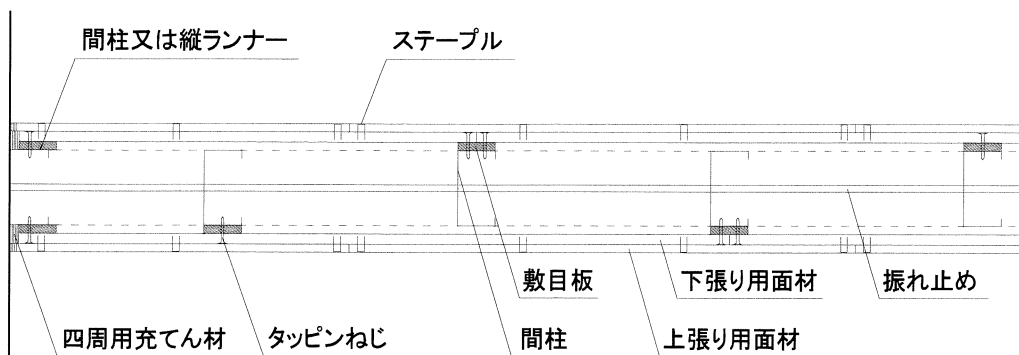 間柱又は縦ランナー
ステープル
敷目板
下張り用面材
振れ止め
四周用充てん材
タッピンねじ
間柱
上張り用面材